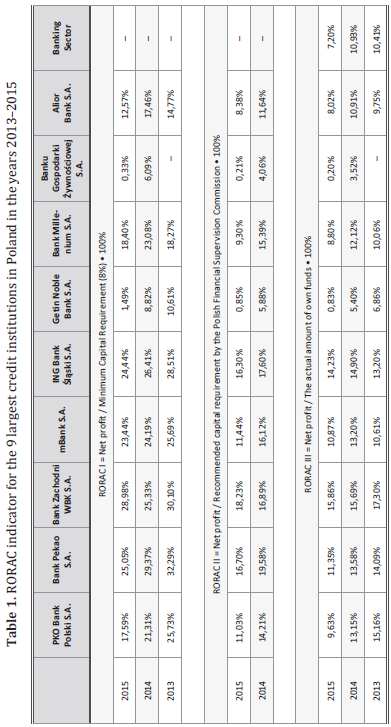 Table 1. RORAC indicator for the 9 largest credit institutions in Poland in the years 2013–2015
PKO Bank Polski S.A. Bank Pekao S.A. Bank Zachodni WBK S.A. mBank S.A. ING Bank Śląski S.A. Getin Noble Bank S.A. Bank Mille-nium S.A. Banku Gospodarki Żywnościowej S.A. Alior Bank S.A. Banking Sector
RORAC I = Net profit / Minimum Capital Requirement (8%) • 100%
2015 17,59% 25,05% 28,98% 23,44% 24,44% 1,49% 18,40% 0,33% 12,57% –
2014 21,31% 29,37% 25,33% 24,19% 26,41% 8,82% 23,08% 6,09% 17,46% –
2013 25,73% 32,29% 30,10% 25,69% 28,51% 10,61% 18,27% – 14,77% –
RORAC II = Net profit / Recommended capital requirement by the Polish Financial Supervision Commission • 100%
2015 11,03% 16,70% 18,23% 11,44% 16,30% 0,85% 9,30% 0,21% 8,38% –
2014 14,21% 19,58% 16,89% 16,12% 17,60% 5,88% 15,39% 4,06% 11,64% –
RORAC III = Net profit / The actual amount of own funds • 100%
2015 9,63% 11,35% 15,86% 10,87% 14,23% 0,83% 8,80% 0,20% 8,02% 7,20%
2014 13,15% 13,58% 15,69% 13,20% 14,90% 5,40% 12,12% 3,52% 10,91% 10,93%
2013 15,16% 14,09% 17,30% 10,61% 13,20% 6,86% 10,06% – 9,75% 10,41%